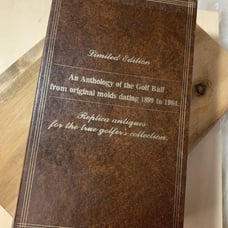 Limited Edition
An Anthology of the Golf Ball
from original molds dating 1899 to 1964.
Replica antiques
for the true golfer's collection.